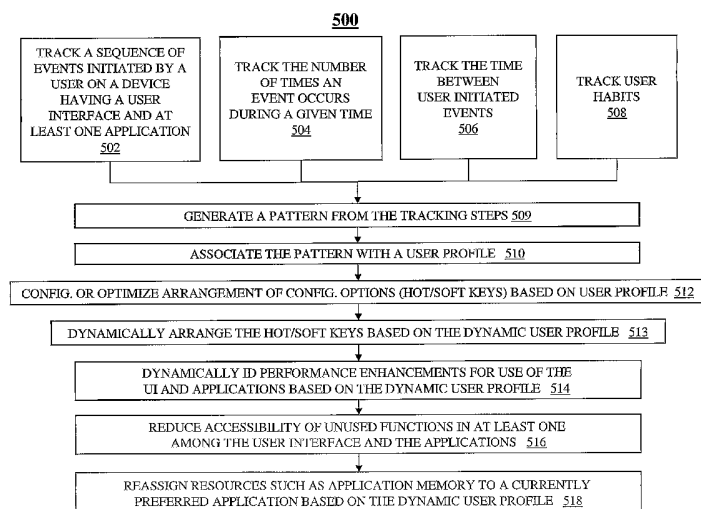 500
TRACK A SEQUENCE OF
EVENTS INITIATED BY A
USER ON A DEVICE
HAVING A USER
INTERFACE AND AT
LEAST ONE APPLICATION
502
TRACK THE NUMBER
OF TIMES AN
EVENT OCCURS
DURING A GIVEN TIME
504
TRACK THE TIME
BETWEEN
USER INITIATED
EVENTS
506
TRACK USER
HABITS
508
GENERATE A PATTERN FROM THE TRACKING STEPS 509
ASSOCIATE THE PATTERN WITH A USER PROFILE 510
CONFIG. OR OPTIMIZE ARRANGEMENT OF CONFIG. OPTIONS (HOT/SOFT KEYS) BASED ON USER PROFILE 512
DYNAMICALLY ARRANGE THE HOT/SOFT KEYS BASED ON THE DYNAMIC USER PROFILE 513
DYNAMICALLY ID PERFORMANCE ENHANCEMENTS FOR USE OF THE
UI AND APPLICATIONS BASED ON THE DYNAMIC USER PROFILE 514
REDUCE ACCESSIBILITY OF UNUSED FUNCTIONS IN AT LEAST ONE
AMONG THE USER INTERFACE AND THE APPLICATIONS 516
REASSIGN RESOURCES SUCH AS APPLICATION MEMORY TO A CURRENTLY
PREFERRED APPLICATION BASED ON THE DYNAMIC USER PROFILE 518